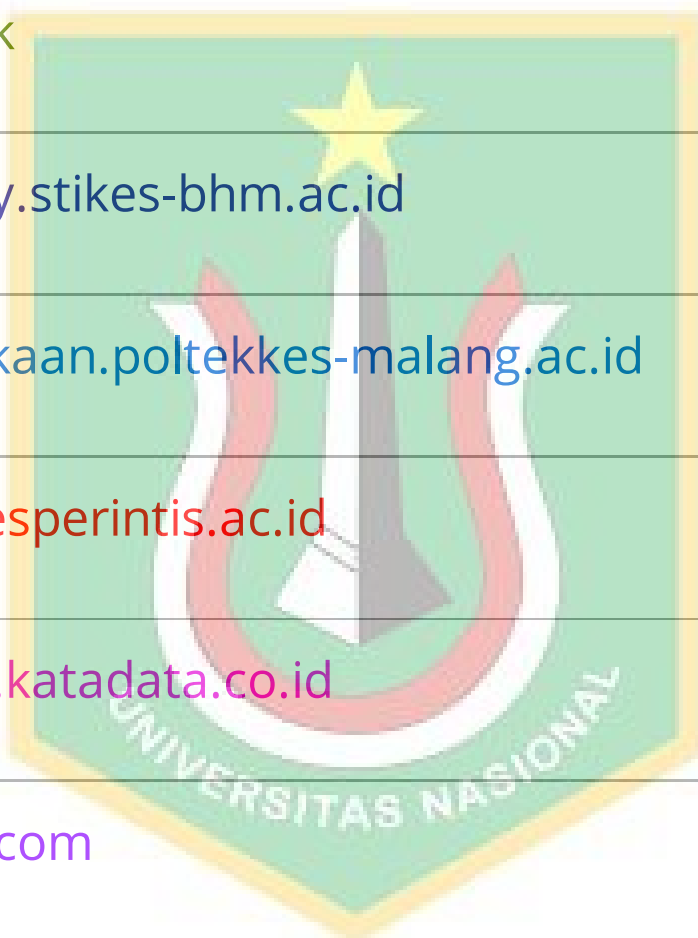 k
y.stikes-bhm.ac.id
kaan.poltekkes-malang.ac.id
esperintis.ac.id
.katadata.co.id
UNIVERSITAS NASIONAL
com